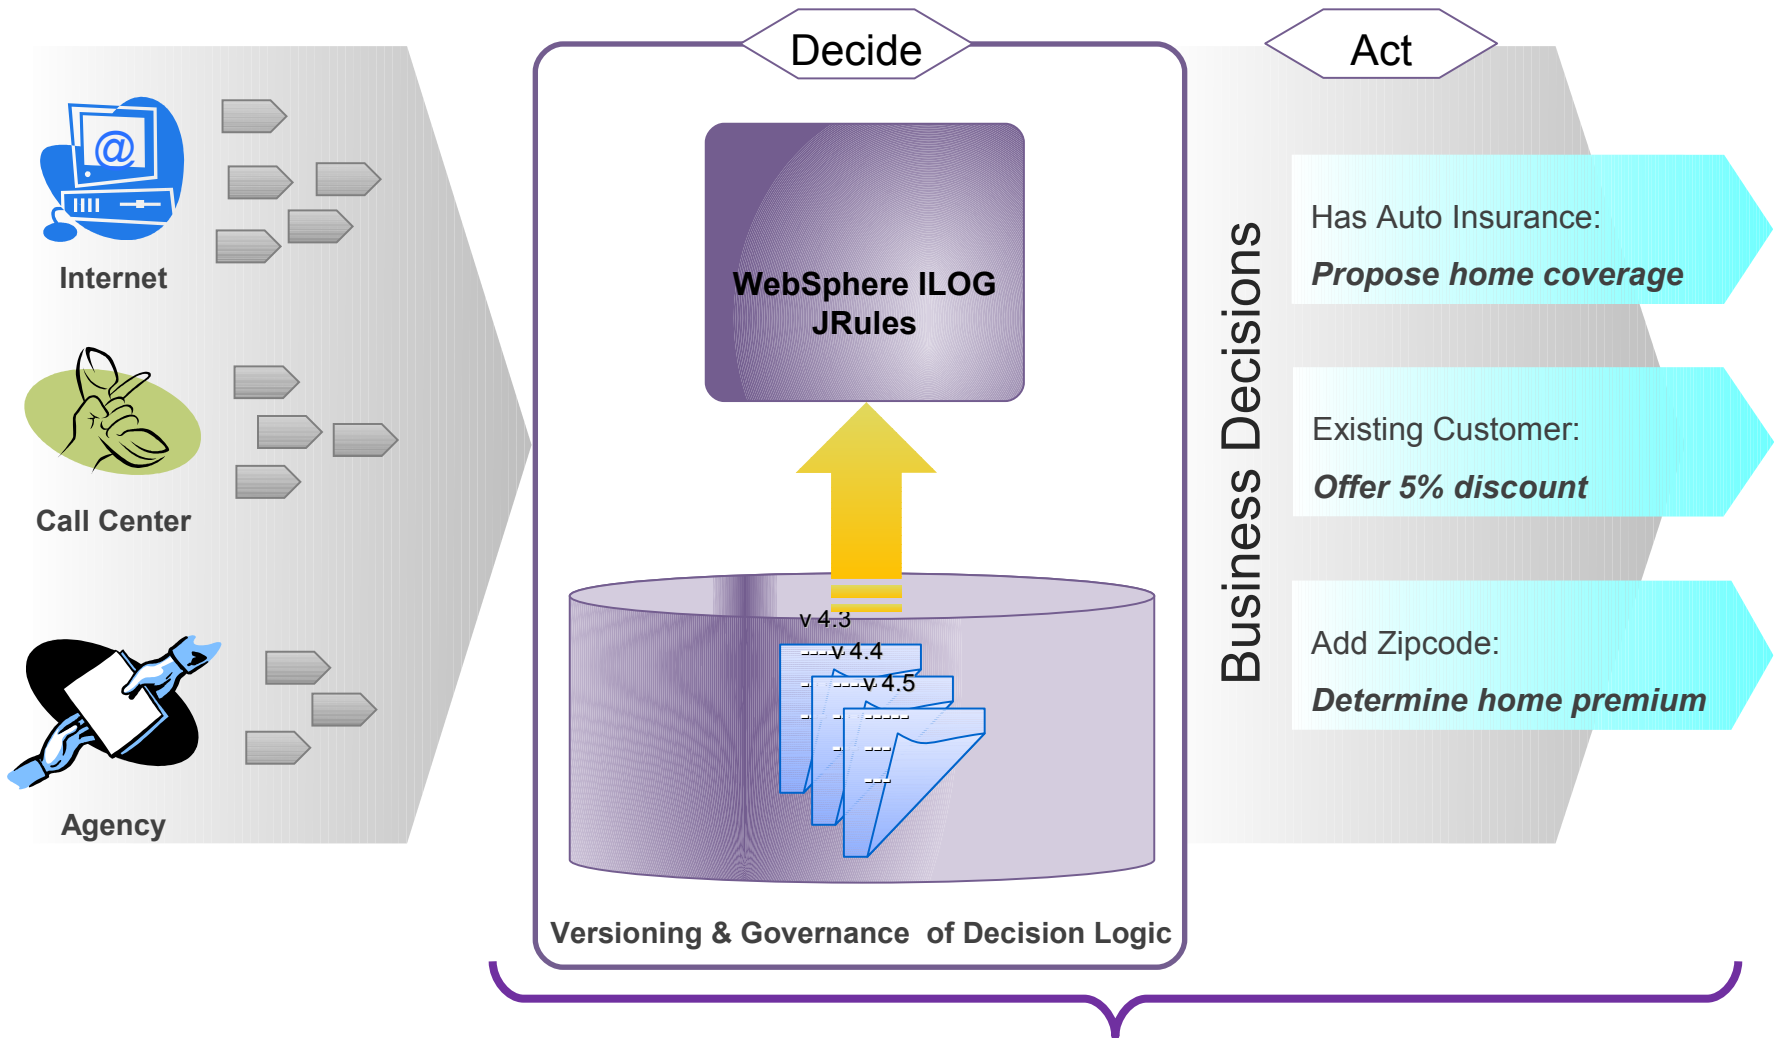 Decide
Act
@
Internet
Call Center
Agency
WebSphere ILOG
JRules
v 4.3
-----
v 4.4
-----
v 4.5
-----
---
---
Versioning & Governance  of Decision Logic
Business Decisions
Has Auto Insurance:
Propose home coverage
Existing Customer:
Offer 5% discount
Add Zipcode:
Determine home premium